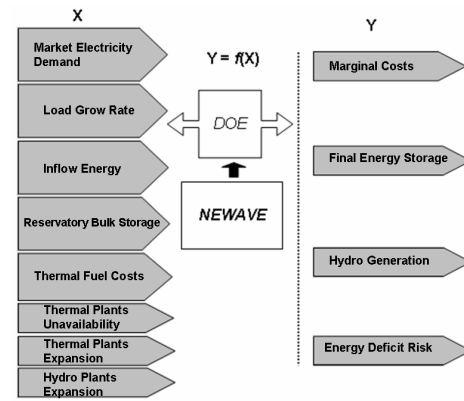 X
Market Electricity
Demand
Load Grow Rate
Inflow Energy
Reservatory Bulk Storage
Thermal Fuel Costs
Thermal Plants
Unavailability
Thermal Plants
Expansion
Hydro Plants
Expansion
Y = f(X)
DOE
NEWAVE
Y
Marginal Costs
Final Energy Storage
Hydro Generation
Energy Deficit Risk